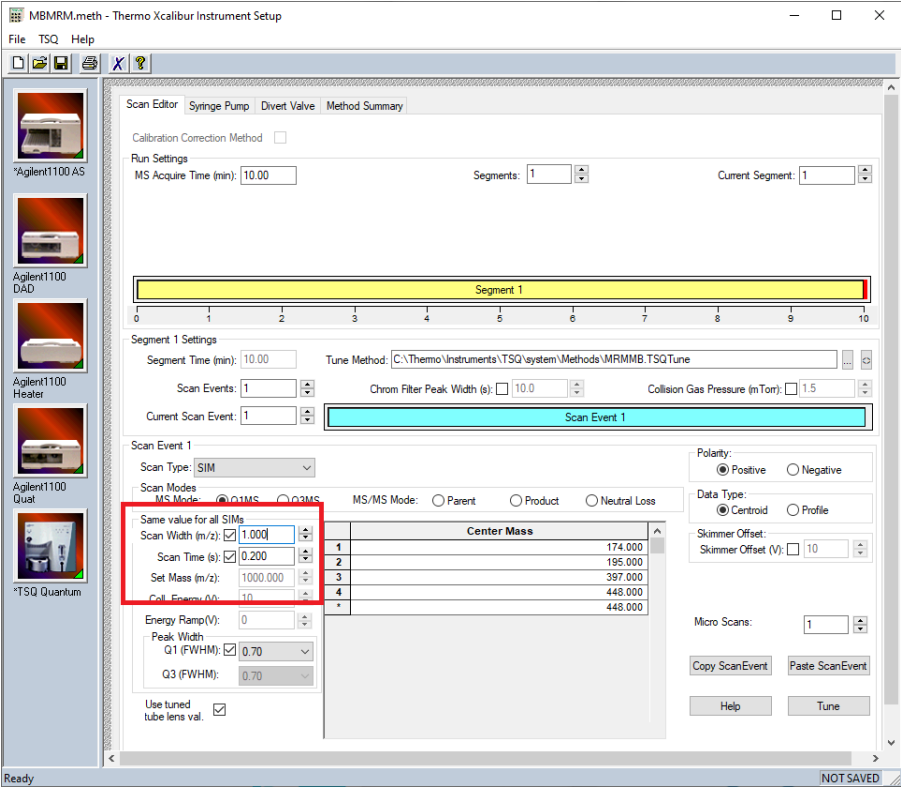 MBMRM.meth - Thermo Xcalibur Instrument Setup
File TSQ Help
Scan Editor Syringe Pump Divert Valve Method Summary
Calibration Correction Method
Run Settings
MS Acquire Time (min): 10.00 Segments: 1 Current Segment: 1
*Agilent1100 AS
Agilent1100
DAD
Agilent1100
Heater
Agilent1100
Quat
*TSQ Quantum
Segment 1
0 1 2 3 4 5 6 7 8 9 10
Segment 1 Settings
Segment Time (min): 10.00 Tune Method: C:\Thermo\Instruments\TSQ\system\Methods\MRMMB.TSQTune ...
Scan Events: 1 Chrom Filter Peak Width (s): 10.0 Collision Gas Pressure (mTorr): 1.5
Current Scan Event: 1 Scan Event 1
Scan Event 1
Scan Type: SIM
Scan Modes
MS Mode: Q1MS Q3MS MS/MS Mode: Parent Product Neutral Loss
Same value for all SIMs
Scan Width (m/z): 1.000
Scan Time (s): 0.200
Set Mass (m/z): 1000.000
Coll. Energy (V): 10
Energy Ramp(V): 0
Peak Width
Q1 (FWHM): 0.70
Q3 (FWHM): 0.70
Use tuned
tube lens val.
Center Mass
1 174.000
2 195.000
3 397.000
4 448.000
* 448.000
Polarity:
Positive Negative
Data Type:
Centroid Profile
Skimmer Offset:
Skimmer Offset (V): 10
Micro Scans: 1
Copy ScanEvent Paste ScanEvent
Help Tune
Ready NOT SAVED